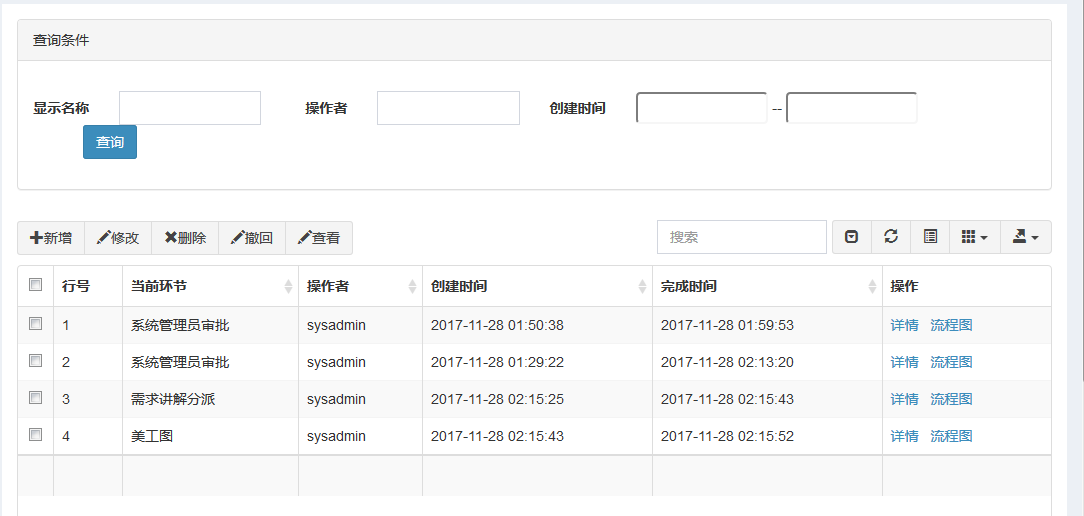 查询条件
显示名称 操作者 创建时间 --
查询
新增 修改 删除 撤回 查看 搜索
行号 当前环节 操作者 创建时间 完成时间 操作
1 系统管理员审批 sysadmin 2017-11-28 01:50:38 2017-11-28 01:59:53 详情 流程图
2 系统管理员审批 sysadmin 2017-11-28 01:29:22 2017-11-28 02:13:20 详情 流程图
3 需求讲解分派 sysadmin 2017-11-28 02:15:25 2017-11-28 02:15:43 详情 流程图
4 美工图 sysadmin 2017-11-28 02:15:43 2017-11-28 02:15:52 详情 流程图